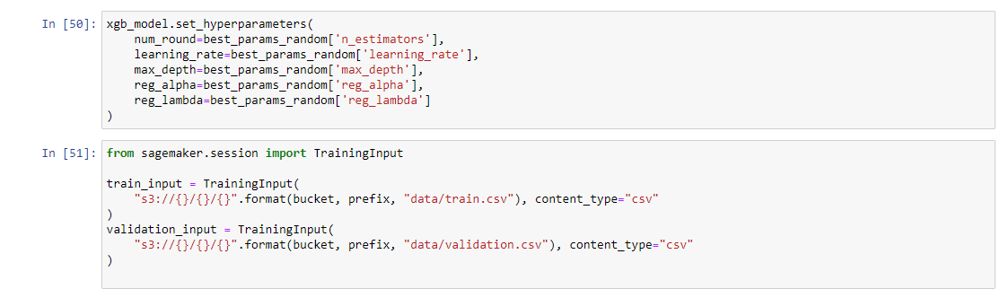 In [50]: xgb_model.set_hyperparameters(
    num_round=best_params_random['n_estimators'],
    learning_rate=best_params_random['learning_rate'],
    max_depth=best_params_random['max_depth'],
    reg_alpha=best_params_random['reg_alpha'],
    reg_lambda=best_params_random['reg_lambda']
)
In [51]: from sagemaker.session import TrainingInput
train_input = TrainingInput(
    "s3://{}/{}/{}".format(bucket, prefix, "data/train.csv"), content_type="csv"
)
validation_input = TrainingInput(
    "s3://{}/{}/{}".format(bucket, prefix, "data/validation.csv"), content_type="csv"
)